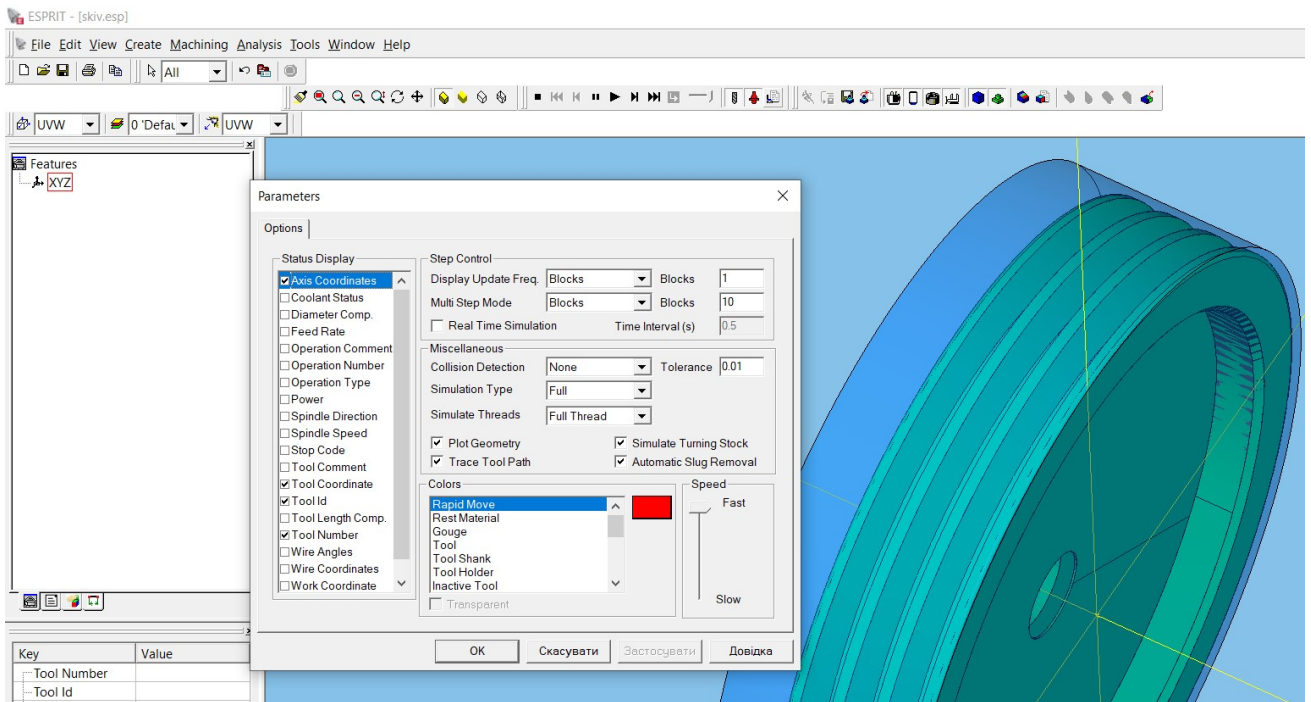 ESPRIT - [skiv.esp]
File Edit View Create Machining Analysis Tools Window Help
All
UVW 0 'Defau UVW
Features
XYZ
Parameters
Options
Status Display
Axis Coordinates
Coolant Status
Diameter Comp.
Feed Rate
Operation Comment
Operation Number
Operation Type
Power
Spindle Direction
Spindle Speed
Stop Code
Tool Comment
Tool Coordinate
Tool Id
Tool Length Comp.
Tool Number
Wire Angles
Wire Coordinates
Work Coordinate
Step Control
Display Update Freq. Blocks Blocks 1
Multi Step Mode Blocks Blocks 10
Real Time Simulation Time Interval (s) 0.5
Miscellaneous
Collision Detection None Tolerance 0.01
Simulation Type Full
Simulate Threads Full Thread
Plot Geometry Simulate Turning Stock
Trace Tool Path Automatic Slug Removal
Colors
Rapid Move
Rest Material
Gouge
Tool
Tool Shank
Tool Holder
Inactive Tool
Transparent
Speed
Fast
Slow
OK Скасувати Застосувати Довідка
Key Value
Tool Number
Tool Id